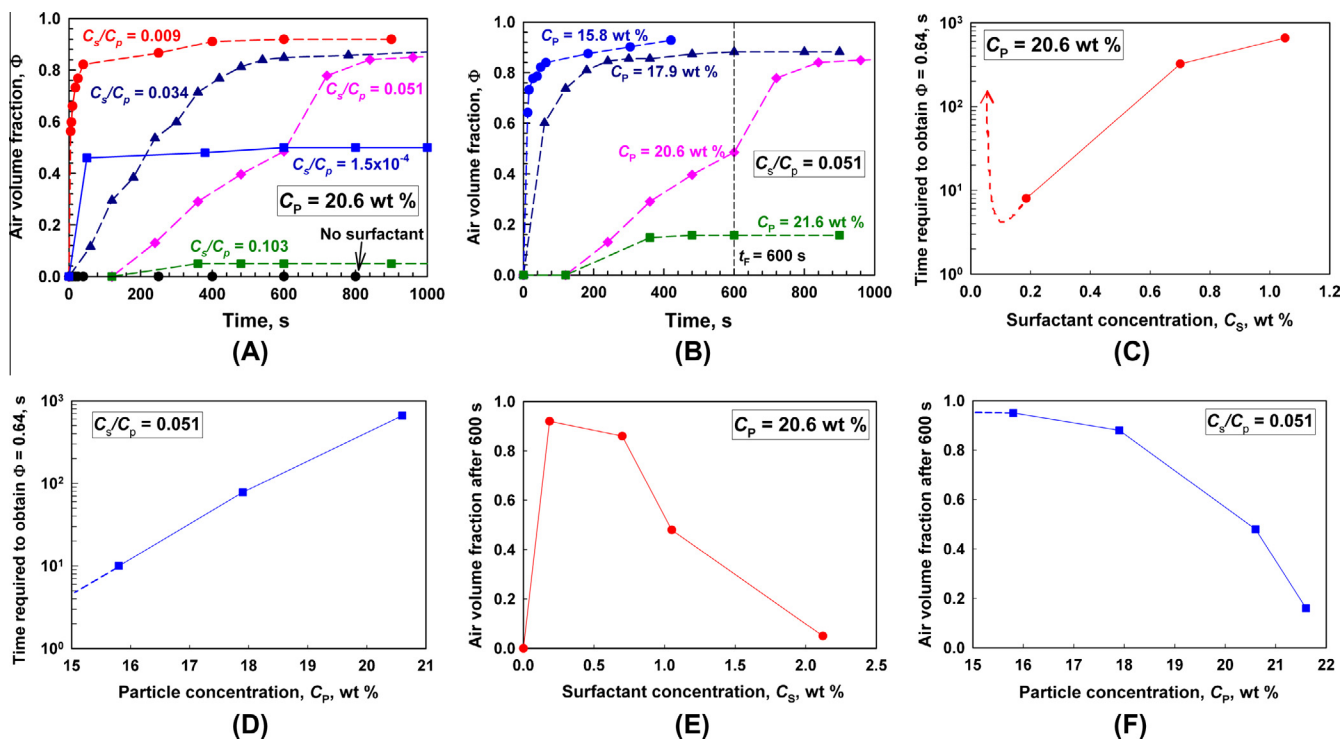 Air volume fraction, Φ
1.0
0.8
0.6
0.4
0.2
0.0
Cs/Cp = 0.009
Cs/Cp = 0.034
Cs/Cp = 0.051
Cs/CP = 1.5x10⁻⁴
CP = 20.6 wt %
Cs/Cp = 0.103
No surfactant
0 200 400 600 800 1000
Time, s
(A)
Air volume fraction, Φ
1.0
0.8
0.6
0.4
0.2
0.0
CP = 15.8 wt %
CP = 17.9 wt %
CP = 20.6 wt %
Cs/Cp = 0.051
CP = 21.6 wt %
tF = 600 s
0 200 400 600 800 1000
Time, s
(B)
Time required to obtain Φ = 0.64, s
10³
10²
10¹
10⁰
CP = 20.6 wt %
0.0 0.2 0.4 0.6 0.8 1.0 1.2
Surfactant concentration, CS, wt %
(C)
Time required to obtain Φ = 0.64, s
10³
10²
10¹
10⁰
Cs/Cp = 0.051
15 16 17 18 19 20 21
Particle concentration, CP, wt %
(D)
Air volume fraction after 600 s
1.0
0.8
0.6
0.4
0.2
0.0
CP = 20.6 wt %
0.0 0.5 1.0 1.5 2.0 2.5
Surfactant concentration, CS, wt %
(E)
Air volume fraction after 600 s
1.0
0.8
0.6
0.4
0.2
0.0
Cs/Cp = 0.051
15 16 17 18 19 20 21 22
Particle concentration, CP, wt %
(F)